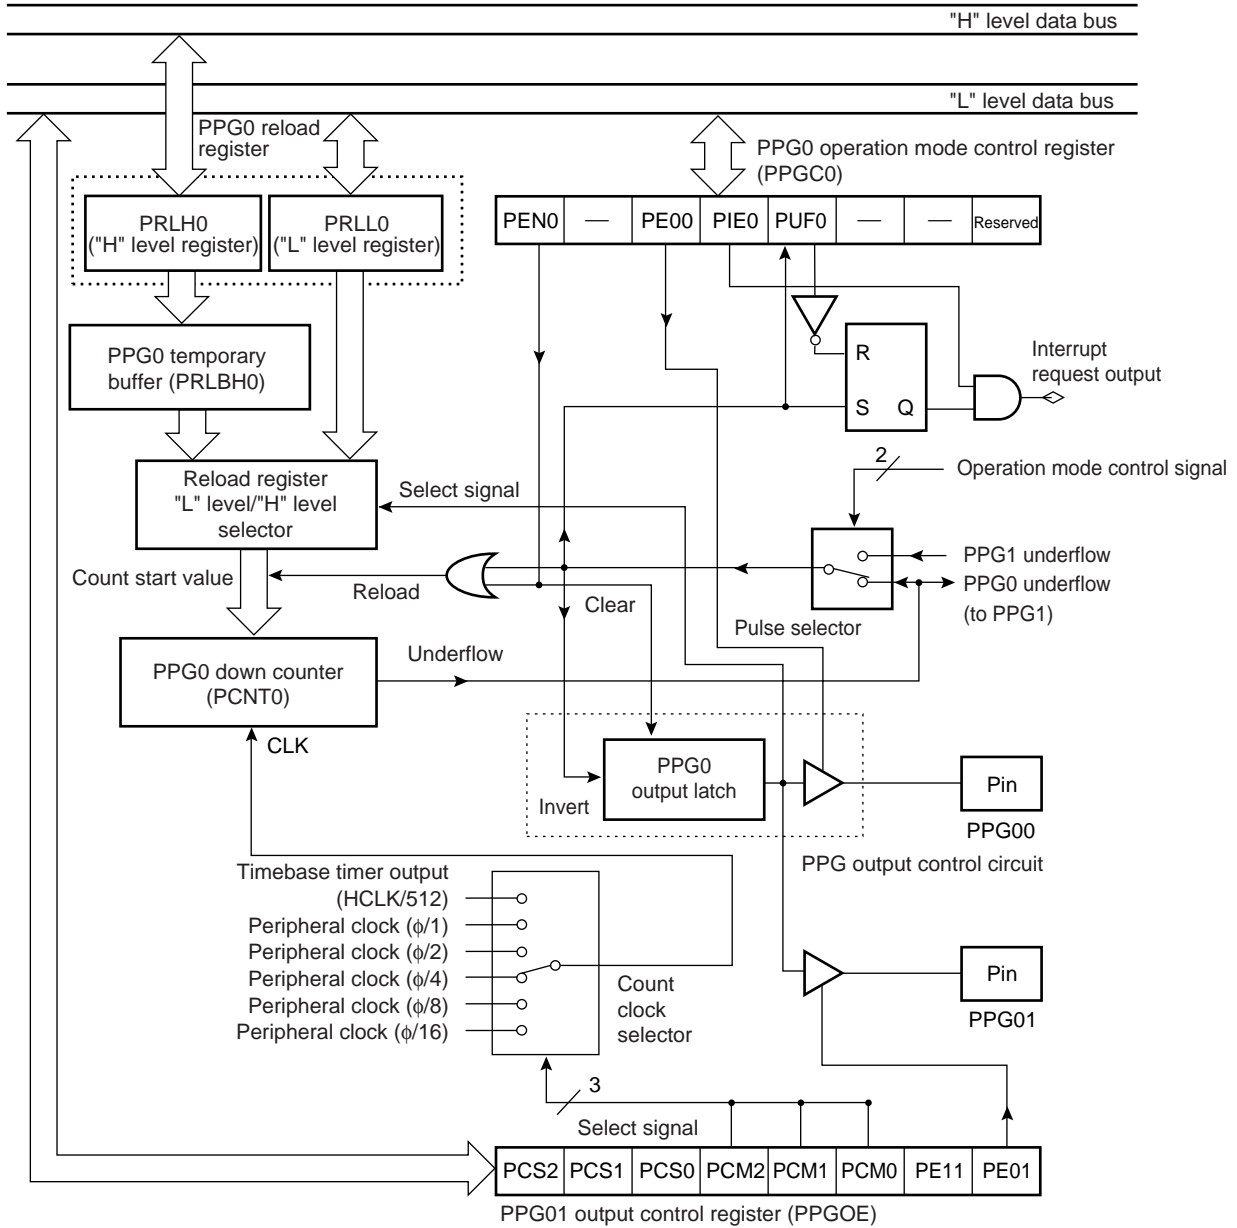 "H" level data bus
"L" level data bus
PPG0 reload
register
PPG0 operation mode control register
(PPGC0)
PRLH0
("H" level register)
PRLL0
("L" level register)
PEN0 — PE00 PIE0 PUF0 — — Reserved
PPG0 temporary
buffer (PRLBH0)
R
S Q
Interrupt
request output
Reload register
"L" level/"H" level
selector
Select signal
2
Operation mode control signal
Count start value
Reload
Clear
PPG1 underflow
PPG0 underflow
(to PPG1)
Pulse selector
PPG0 down counter
(PCNT0)
Underflow
CLK
PPG0
output latch
Invert
Pin
PPG00
PPG output control circuit
Timebase timer output
(HCLK/512)
Peripheral clock (ϕ/1)
Peripheral clock (ϕ/2)
Peripheral clock (ϕ/4)
Peripheral clock (ϕ/8)
Peripheral clock (ϕ/16)
Count
clock
selector
Pin
PPG01
3
Select signal
PCS2 PCS1 PCS0 PCM2 PCM1 PCM0 PE11 PE01
PPG01 output control register (PPGOE)